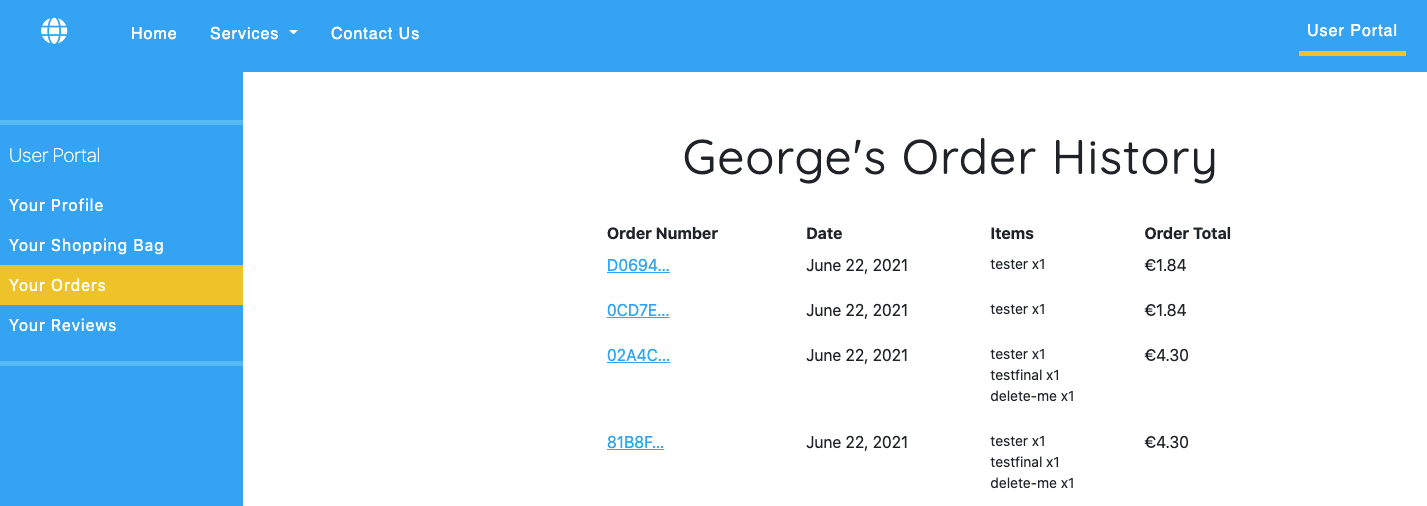 Home Services Contact Us User Portal
User Portal
Your Profile
Your Shopping Bag
Your Orders
Your Reviews
George's Order History
Order Number Date Items Order Total
D0694... June 22, 2021 tester x1 €1.84
0CD7E... June 22, 2021 tester x1 €1.84
02A4C... June 22, 2021 tester x1 €4.30
testfinal x1
delete-me x1
81B8F... June 22, 2021 tester x1 €4.30
testfinal x1
delete-me x1